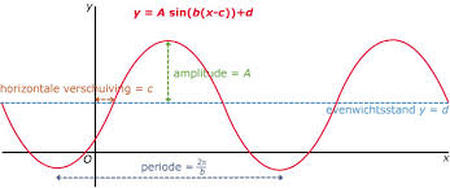 y
y = A sin(b(x-c))+d
amplitude = A
horizontale verschuiving = c
evenwichtsstand y = d
O
x
periode = 2π/b